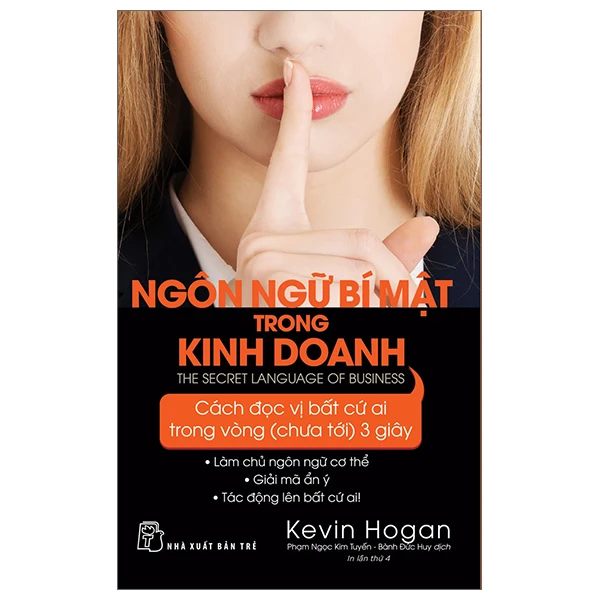 NGÔN NGỮ BÍ MẬT
TRONG
KINH DOANH
THE SECRET LANGUAGE OF BUSINESS
Cách đọc vị bất cứ ai
trong vòng (chưa tới) 3 giây
• Làm chủ ngôn ngữ cơ thể
• Giải mã ẩn ý
• Tác động lên bất cứ ai!
Kevin Hogan
Phạm Ngọc Kim Tuyến - Bành Đức Huy dịch
NHÀ XUẤT BẢN TRẺ
In lần thứ 4